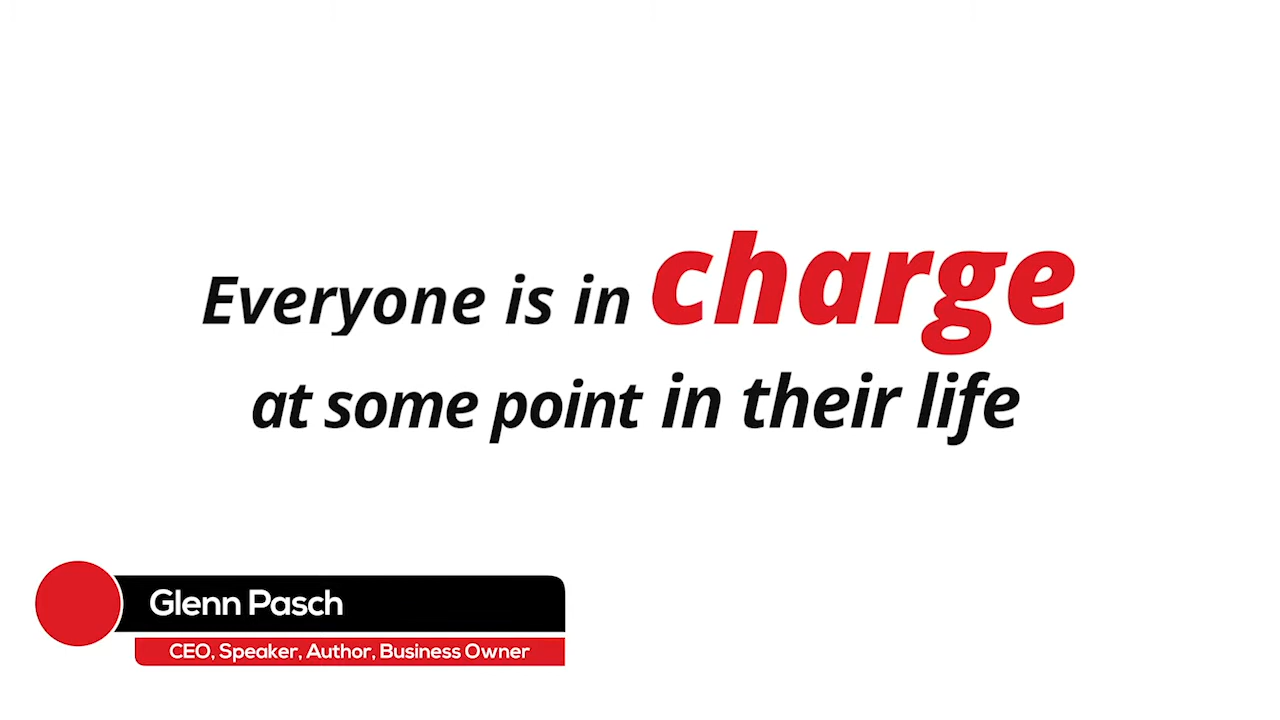 Everyone is in charge
at some point in their life
Glenn Pasch
CEO, Speaker, Author, Business Owner